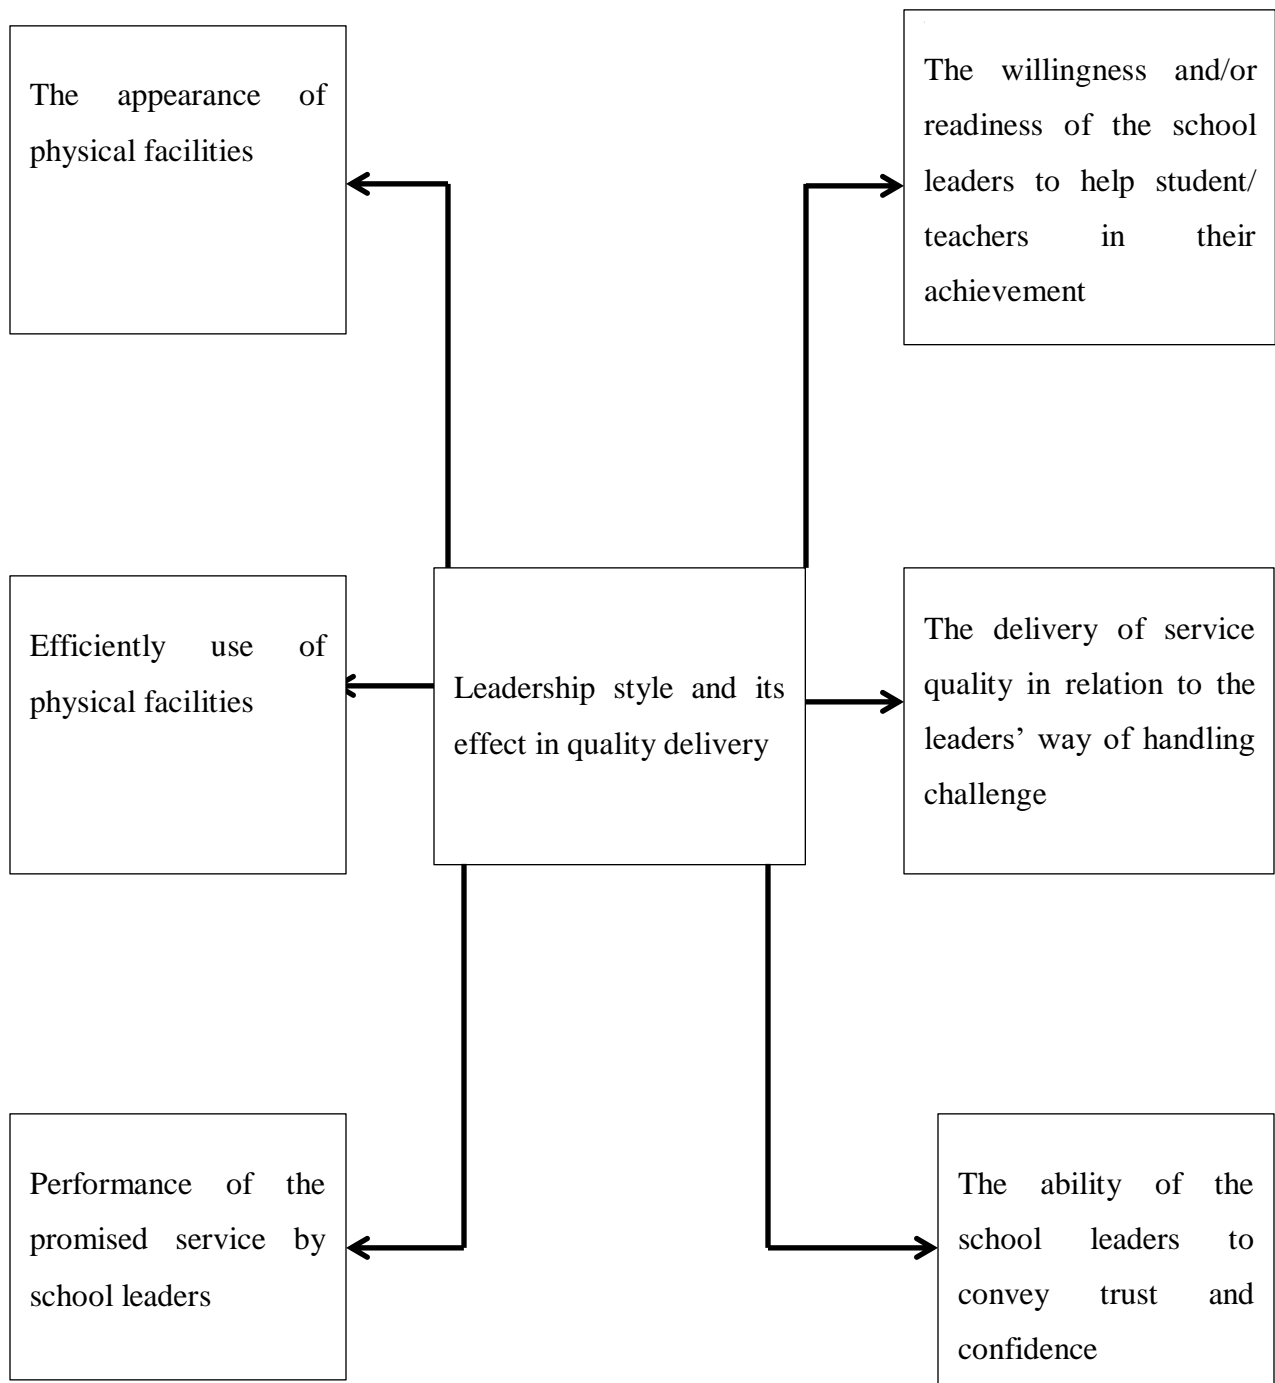 The appearance of
physical facilities
The willingness and/or
readiness of the school
leaders to help student/
teachers in their
achievement
Efficiently use of
physical facilities
Leadership style and its
effect in quality delivery
The delivery of service
quality in relation to the
leaders’ way of handling
challenge
Performance of the
promised service by
school leaders
The ability of the
school leaders to
convey trust and
confidence